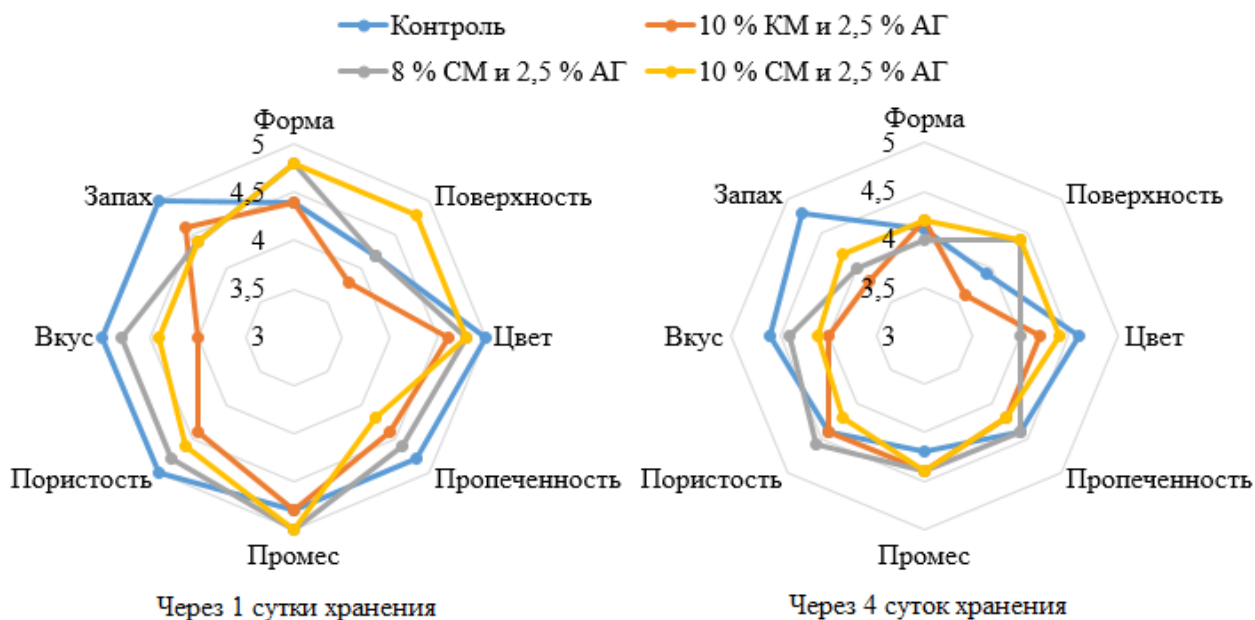 Контроль
10 % КМ и 2,5 % АГ
8 % СМ и 2,5 % АГ
10 % СМ и 2,5 % АГ
Форма
5
Запах
4,5
Поверхность
4
3,5
Вкус
3
Цвет
Пористость
Пропеченность
Промес
Через 1 сутки хранения
Форма
5
Запах
4,5
Поверхность
4
3,5
Вкус
3
Цвет
Пористость
Пропеченность
Промес
Через 4 суток хранения